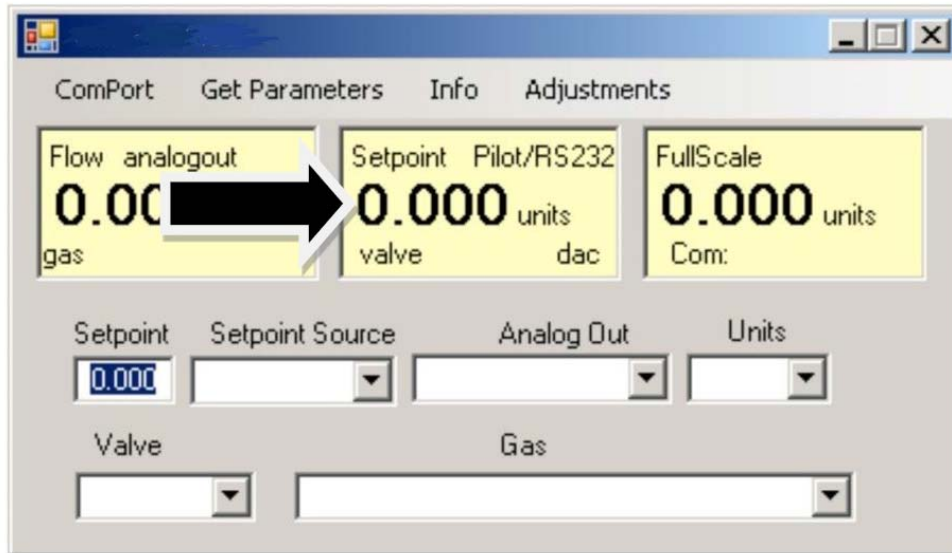 ComPort Get Parameters Info Adjustments
Flow analogout
0.00
gas
Setpoint Pilot/RS232
0.000 units
valve dac
FullScale
0.000 units
Com:
Setpoint Setpoint Source Analog Out Units
0.000
Valve Gas